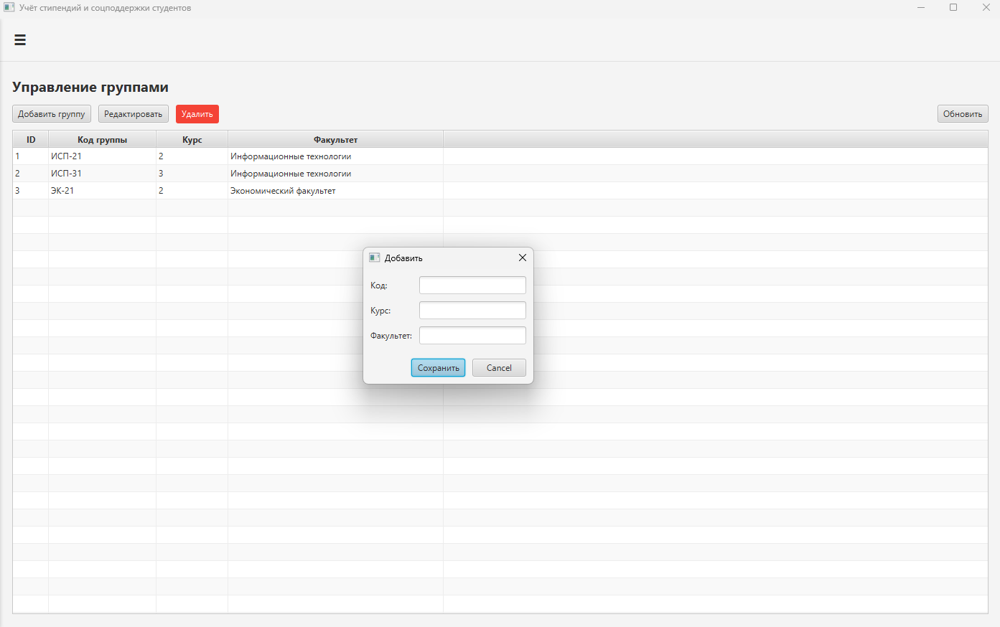 Учёт стипендий и соцподдержки студентов
Управление группами
Добавить группу Редактировать Удалить Обновить
ID Код группы Курс Факультет
1 ИСП-21 2 Информационные технологии
2 ИСП-31 3 Информационные технологии
3 ЭК-21 2 Экономический факультет
Добавить
Код:
Курс:
Факультет:
Сохранить Cancel